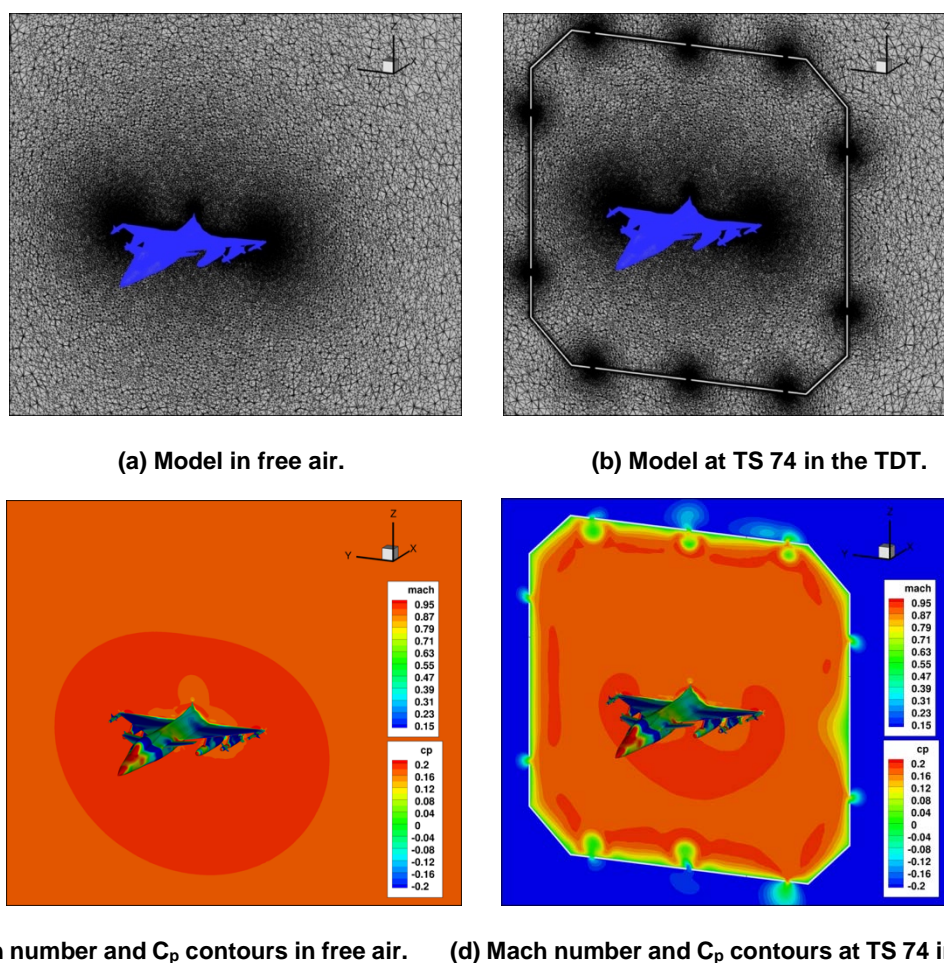 Z
Y
Z
(a) Model in free air.
(b) Model at TS 74 in the TDT.
Z
Y
X
mach
0.95
0.87
0.79
0.71
0.63
0.55
0.47
0.39
0.31
0.23
0.15
cp
0.2
0.16
0.12
0.08
0.04
0
-0.04
-0.08
-0.12
-0.16
-0.2
Z
Y
X
mach
0.95
0.87
0.79
0.71
0.63
0.55
0.47
0.39
0.31
0.23
0.15
cp
0.2
0.16
0.12
0.08
0.04
0
-0.04
-0.08
-0.12
-0.16
-0.2
number and Cp contours in free air.
(d) Mach number and Cp contours at TS 74 i